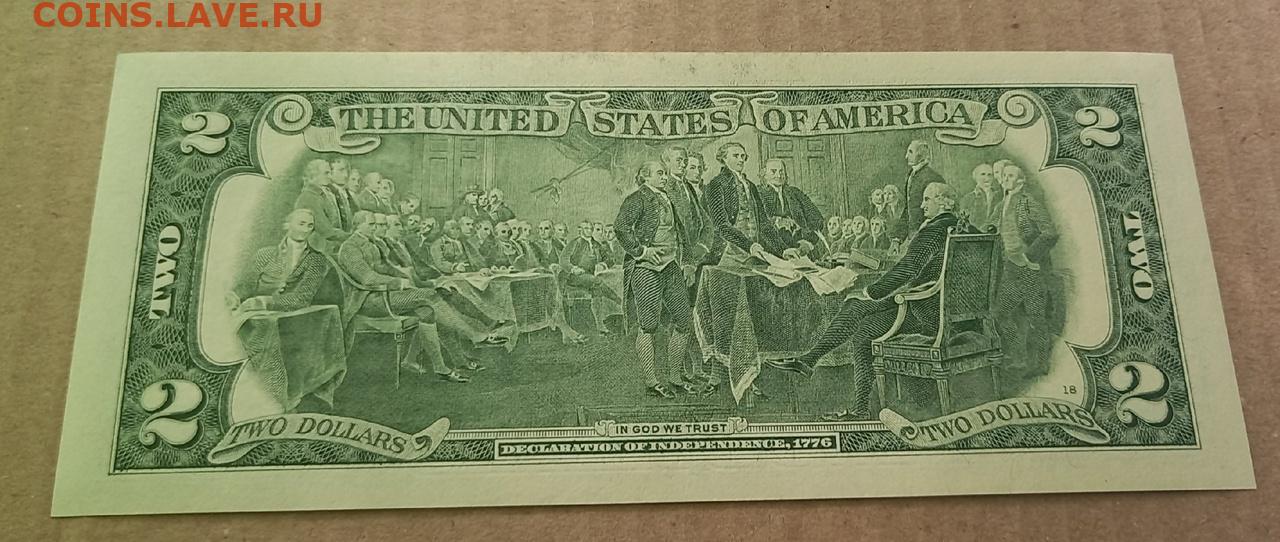 COINS.LAVE.RU
THE UNITED STATES OF AMERICA
2
2
TWO
TWO
18
2
2
TWO DOLLARS
TWO DOLLARS
IN GOD WE TRUST
DECLARATION OF INDEPENDENCE, 1776